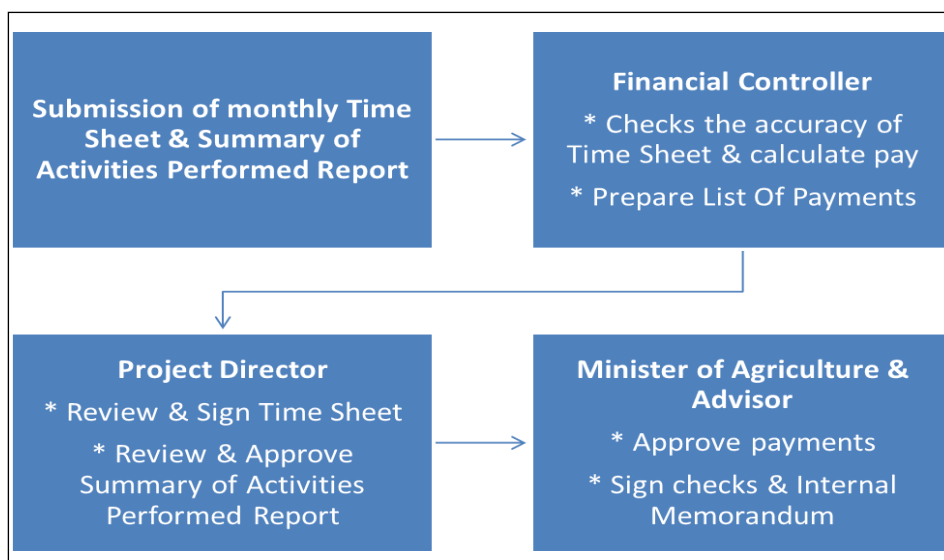 Submission of monthly Time
Sheet & Summary of
Activities Performed Report
Financial Controller
* Checks the accuracy of
Time Sheet & calculate pay
* Prepare List Of Payments
Project Director
* Review & Sign Time Sheet
* Review & Approve
Summary of Activities
Performed Report
Minister of Agriculture &
Advisor
* Approve payments
* Sign checks & Internal
Memorandum